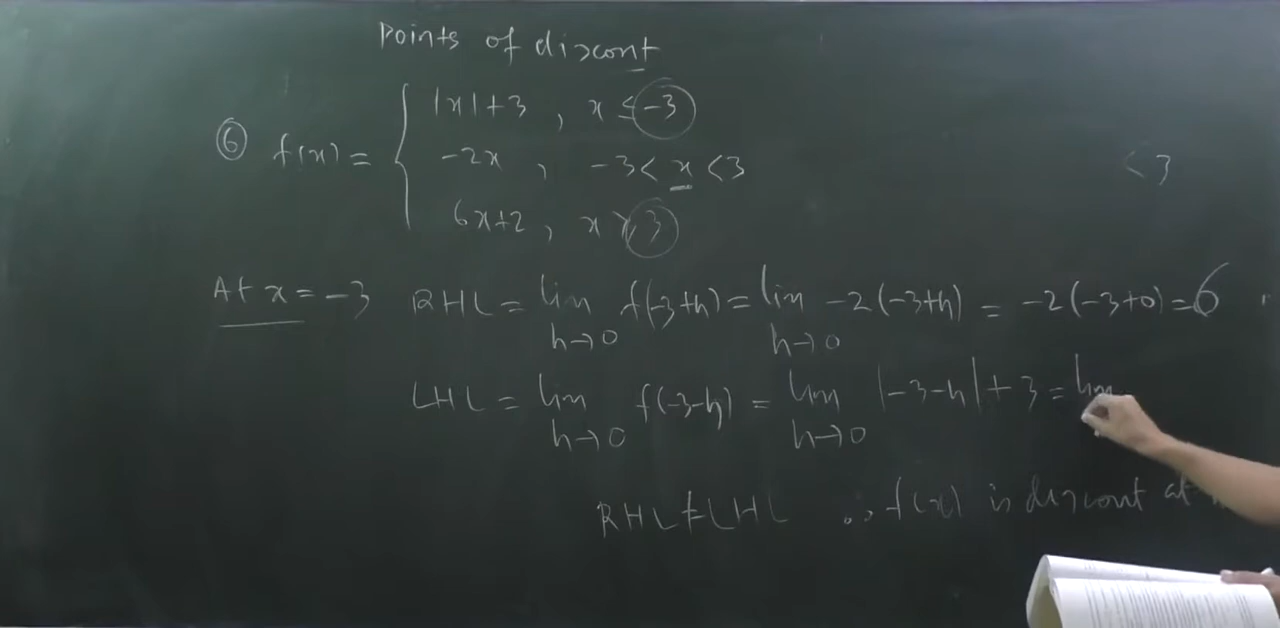 Points of discont
⑥ f(x) = { |x|+3 , x ≤ -3
-2x , -3 < x < 3
6x+2 , x ≥ 3
< 3
At x = -3 RHL = lim h→0 f(-3+h) = lim h→0 -2(-3+h) = -2(-3+0) = 6
LHL = lim h→0 f(-3-h) = lim h→0 |-3-h| + 3 = lim
RHL ≠ LHL ∴ f(x) is discont at